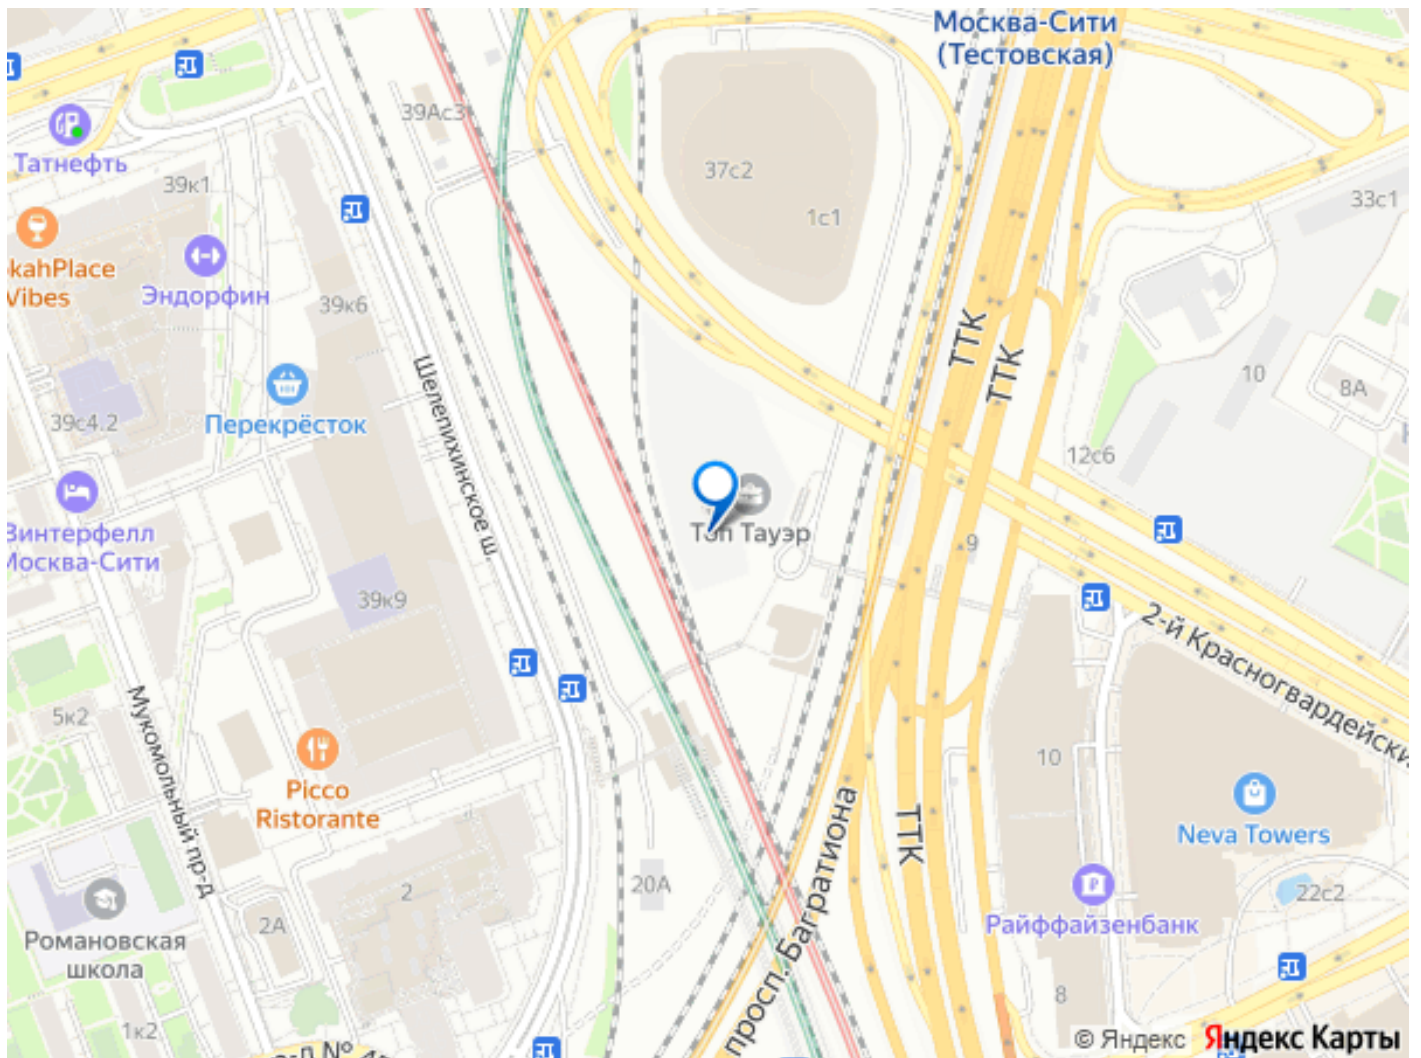 Москва-Сити
(Тестовская)
39Ас3
Татнефть
37с2
39к1
33с1
1с1
kahPlace
Vibes
Эндорфин
39к6
ТТК
ТТК
Шелепихинское ш.
10
8А
Перекрёсток
39с4.2
12с6
Винтерфелл
Москва-Сити
Топ Тауэр
9
39к9
2-й Красногвардейски
Мукомольный пр-д
5к2
10
Picco
Ristorante
просп. Багратиона
ТТК
Neva Towers
20А
2
22с2
2А
Райффайзенбанк
Романовская
школа
8
1к2
© Яндекс Яндекс Карты